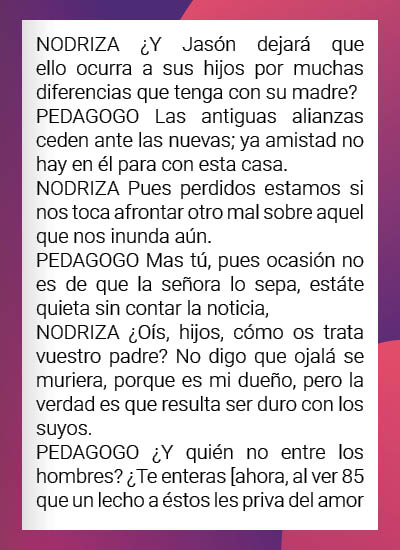 NODRIZA ¿Y Jasón dejará que
ello ocurra a sus hijos por muchas
diferencias que tenga con su madre?
PEDAGOGO Las antiguas alianzas
ceden ante las nuevas; ya amistad no
hay en él para con esta casa.
NODRIZA Pues perdidos estamos si
nos toca afrontar otro mal sobre aquel
que nos inunda aún.
PEDAGOGO Mas tú, pues ocasión no
es de que la señora lo sepa, estáte
quieta sin contar la noticia,
NODRIZA ¿Oís, hijos, cómo os trata
vuestro padre? No digo que ojalá se
muriera, porque es mi dueño, pero la
verdad es que resulta ser duro con los
suyos.
PEDAGOGO ¿Y quién no entre los
hombres? ¿Te enteras [ahora, al ver 85
que un lecho a éstos les priva del amor